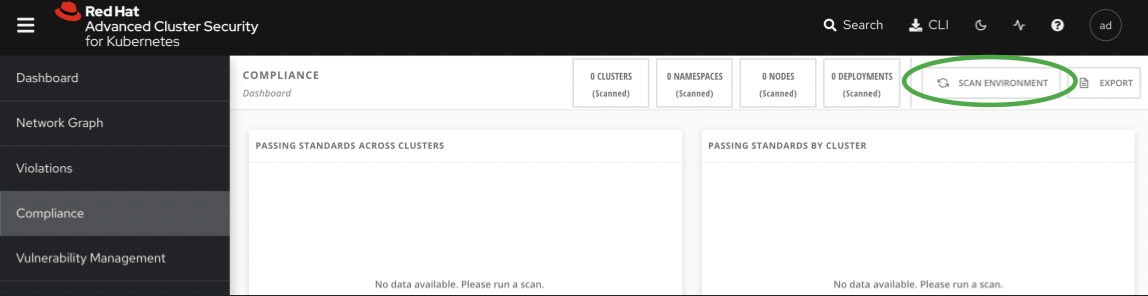 Red Hat
Advanced Cluster Security
for Kubernetes
Search
CLI
?
ad
Dashboard
Network Graph
Violations
Compliance
Vulnerability Management
COMPLIANCE
Dashboard
0 CLUSTERS
(Scanned)
0 NAMESPACES
(Scanned)
0 NODES
(Scanned)
0 DEPLOYMENTS
(Scanned)
SCAN ENVIRONMENT
EXPORT
PASSING STANDARDS ACROSS CLUSTERS
No data available. Please run a scan.
PASSING STANDARDS BY CLUSTER
No data available. Please run a scan.